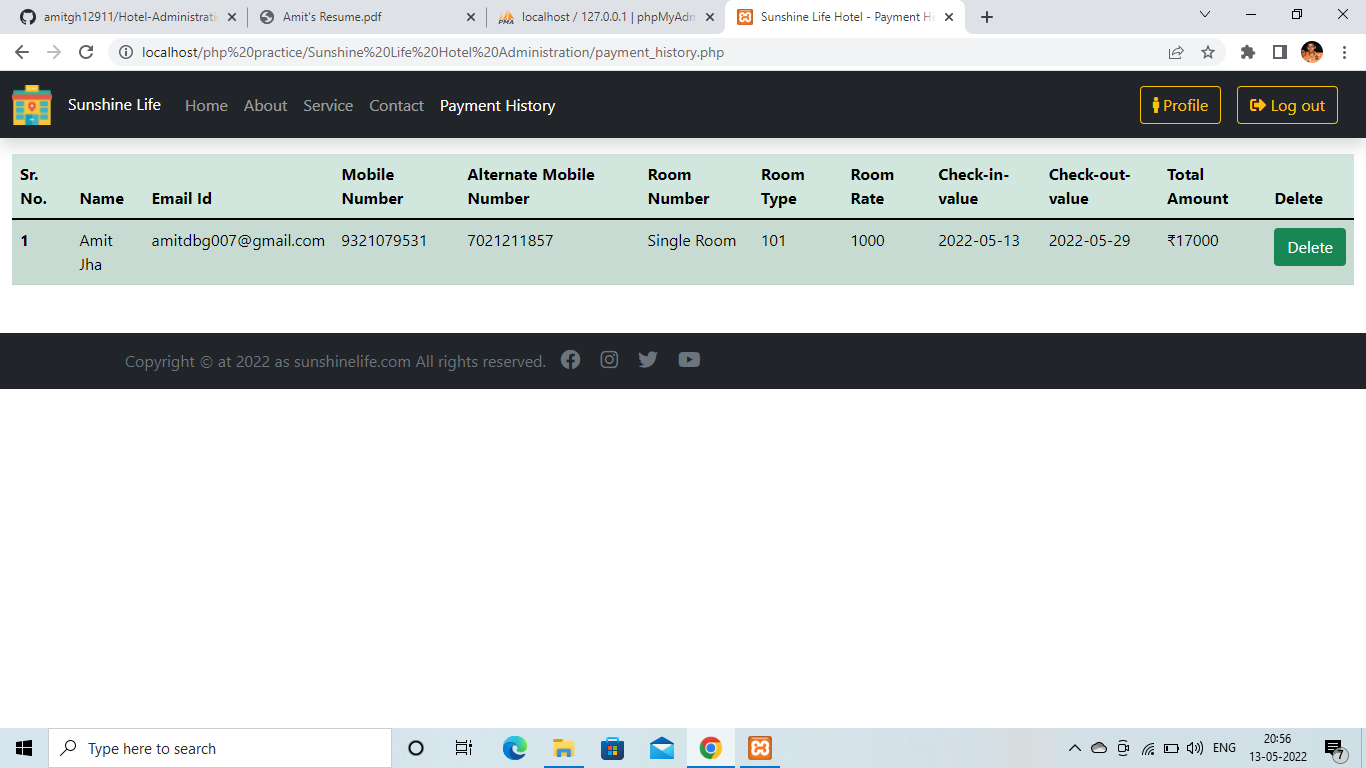 amitgh12911/Hotel-Administrati
Amit's Resume.pdf
localhost / 127.0.0.1 | phpMyAdm
Sunshine Life Hotel - Payment Hi
localhost/php%20practice/Sunshine%20Life%20Hotel%20Administration/payment_history.php
Sunshine Life Home About Service Contact Payment History Profile Log out
Sr. Mobile Alternate Mobile Room Room Room Check-in- Check-out- Total
No. Name Email Id Number Number Number Type Rate value value Amount Delete
1 Amit amitdbg007@gmail.com 9321079531 7021211857 Single Room 101 1000 2022-05-13 2022-05-29 ₹17000 Delete
Jha
Copyright © at 2022 as sunshinelife.com All rights reserved.
Type here to search
ENG
20:56
13-05-2022
7